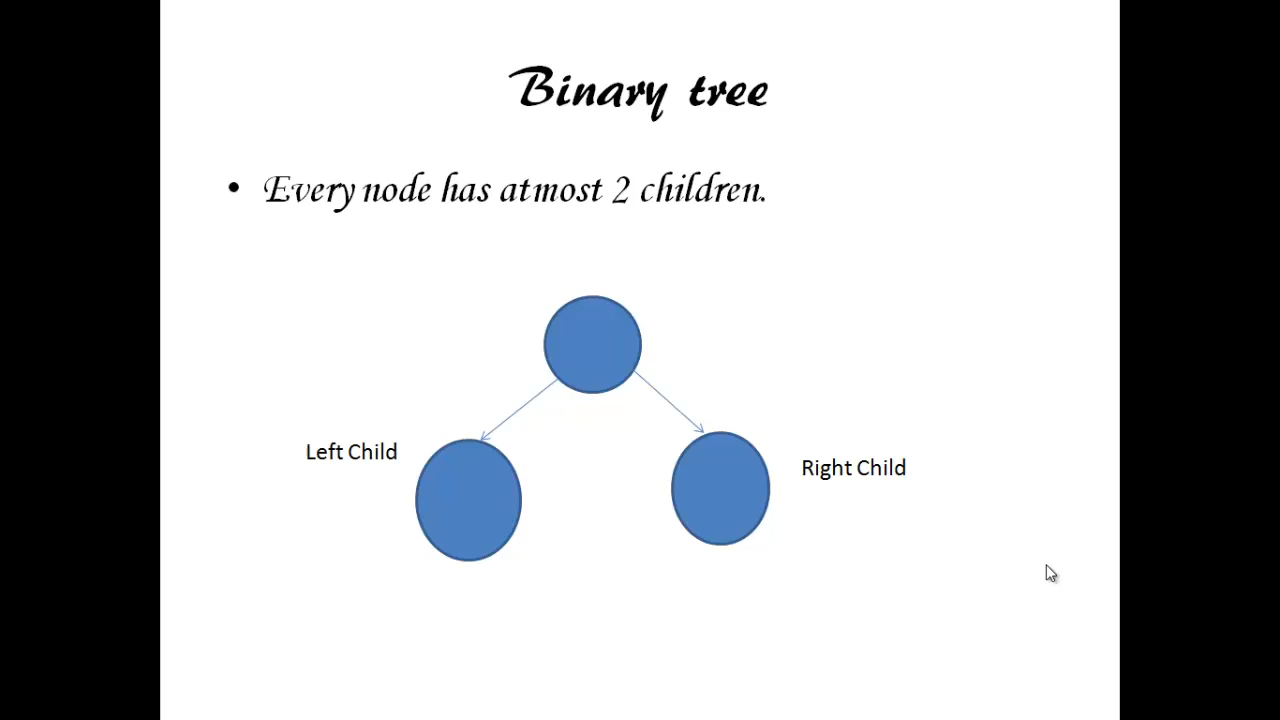 Binary tree
• Every node has atmost 2 children.
Left Child
Right Child